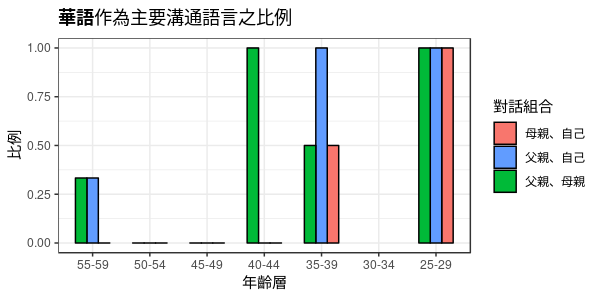 華語作為主要溝通語言之比例
1.00
0.75
0.50
0.25
0.00
比例
55-59 50-54 45-49 40-44 35-39 30-34 25-29
年齡層
對話組合
母親、自己
父親、自己
父親、母親